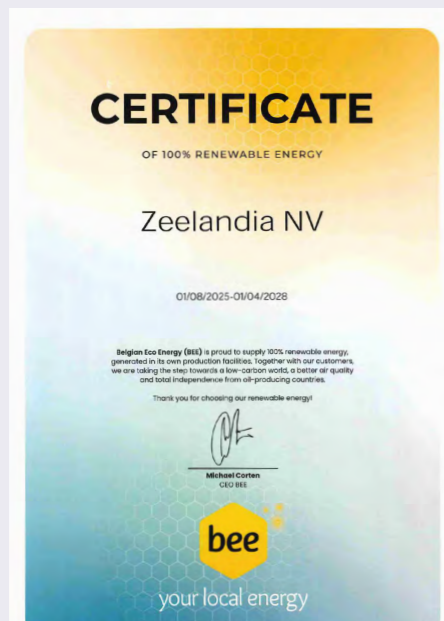 CERTIFICATE
OF 100% RENEWABLE ENERGY
Zeelandia NV
01/08/2025-01/04/2028
Belgian Eco Energy (BEE) is proud to supply 100% renewable energy,
generated in its own production facilities. Together with our customers,
we are taking the step towards a low-carbon world, a better air quality
and total independence from oil-producing countries.
Thank you for choosing our renewable energy!
Michael Corten
CEO BEE
bee
your local energy